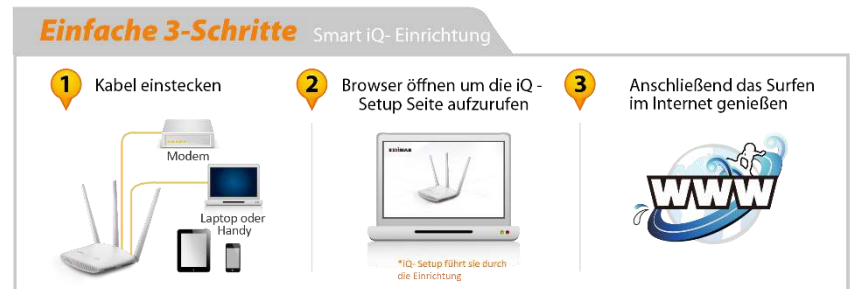 Einfache 3-Schritte Smart iQ- Einrichtung
1 Kabel einstecken
Modem
Laptop oder
Handy
2 Browser öffnen um die iQ -
Setup Seite aufzurufen
EDIMAX
*iQ- Setup führt sie durch
die Einrichtung
3 Anschließend das Surfen
im Internet genießen
WWW